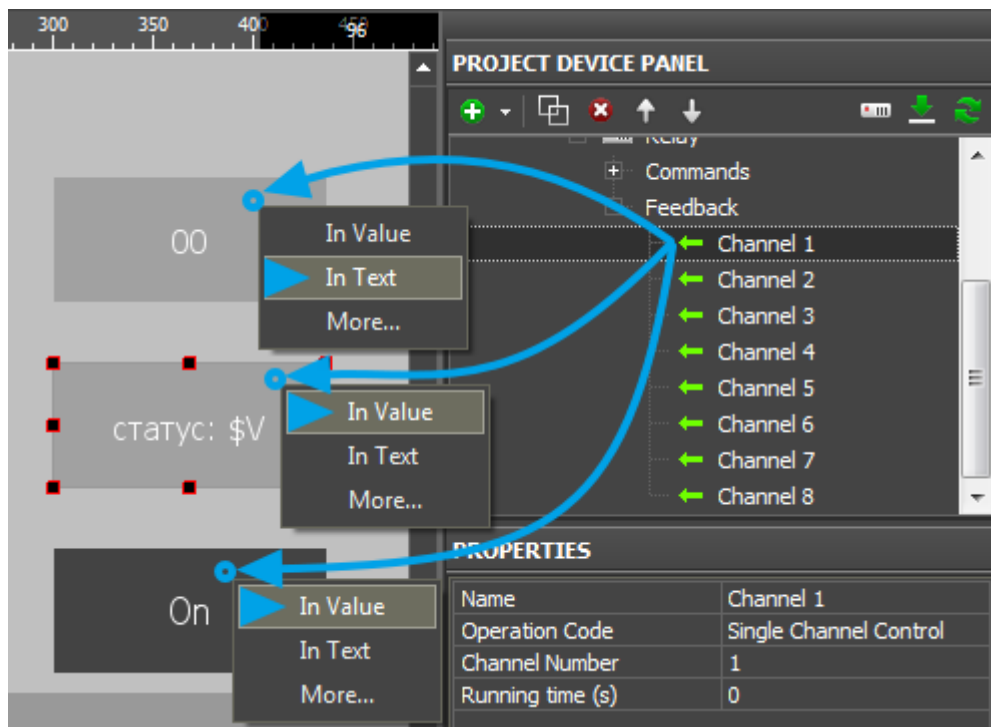 300 350 400 450
96
PROJECT DEVICE PANEL
Relay
Commands
Feedback
Channel 1
Channel 2
Channel 3
Channel 4
Channel 5
Channel 6
Channel 7
Channel 8
00
In Value
In Text
More...
статус: $V
In Value
In Text
More...
On
In Value
In Text
More...
PROPERTIES
Name Channel 1
Operation Code Single Channel Control
Channel Number 1
Running time (s) 0